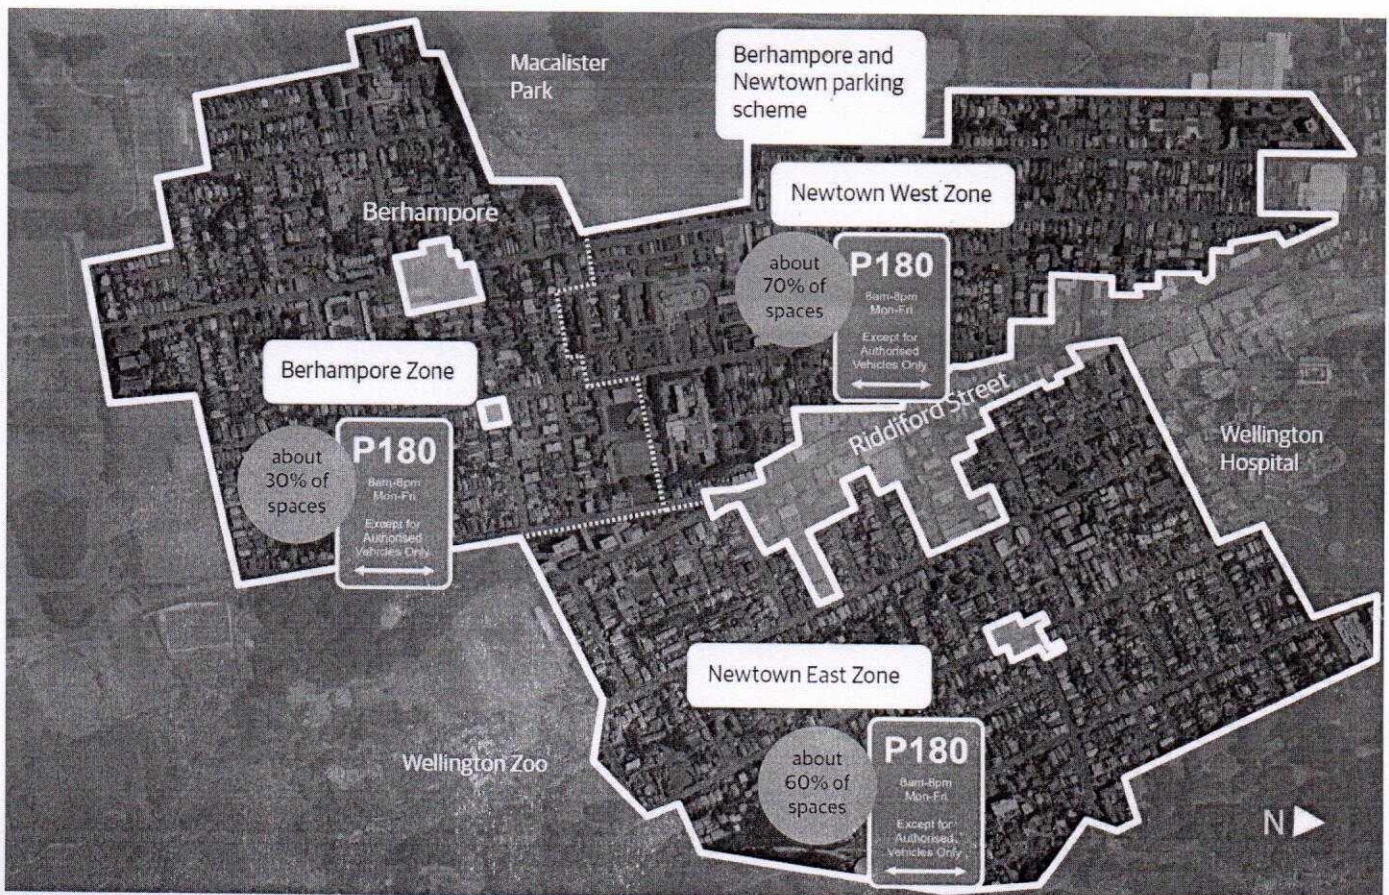 Macalister
Park
Berhampore and
Newtown parking
scheme
Newtown West Zone
Berhampore
about
70% of
spaces
P180
8am-8pm
Mon-Fri
Except for
Authorised
Vehicles Only
Berhampore Zone
Riddiford Street
about
30% of
spaces
P180
8am-8pm
Mon-Fri
Except for
Authorised
Vehicles Only
Wellington
Hospital
Newtown East Zone
Wellington Zoo
about
60% of
spaces
P180
8am-8pm
Mon-Fri
Except for
Authorised
Vehicles Only
N